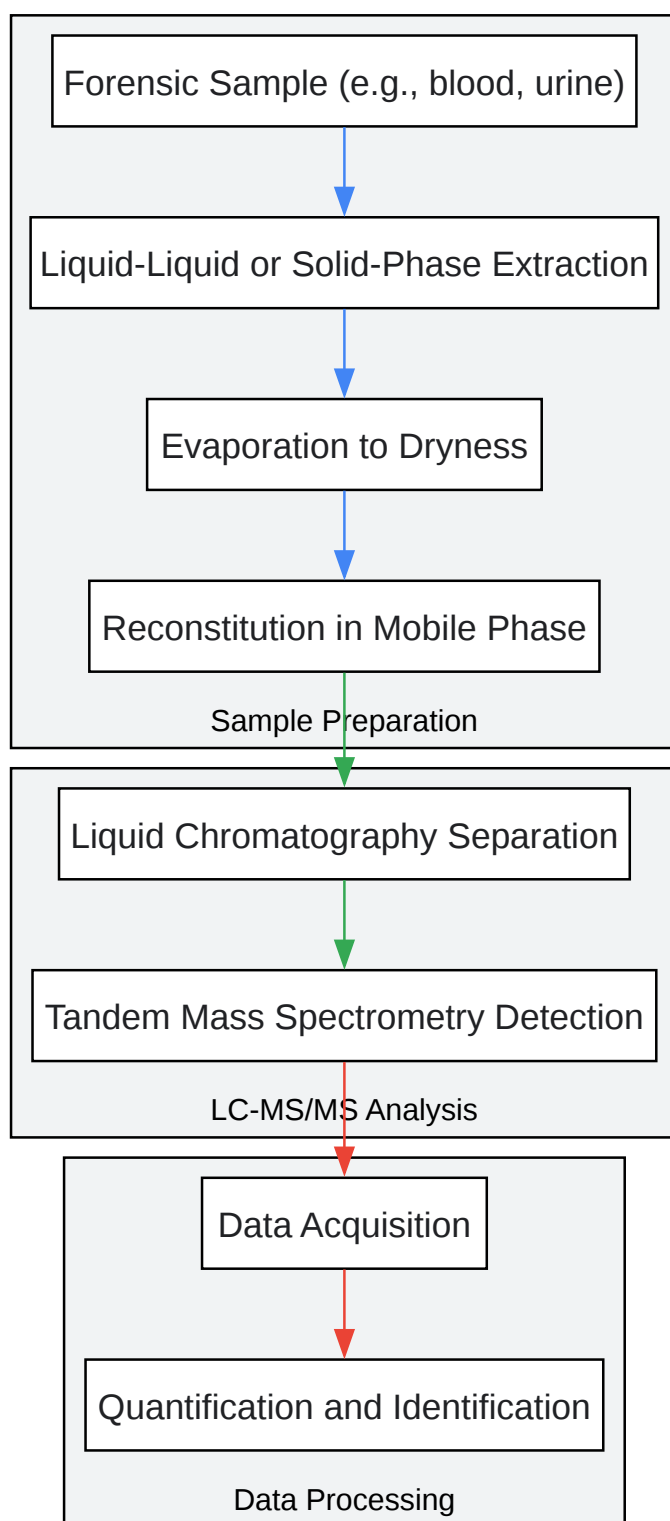 Forensic Sample (e.g., blood, urine)
Liquid-Liquid or Solid-Phase Extraction
Evaporation to Dryness
Reconstitution in Mobile Phase
Sample Preparation
Liquid Chromatography Separation
Tandem Mass Spectrometry Detection
LC-MS/MS Analysis
Data Acquisition
Quantification and Identification
Data Processing